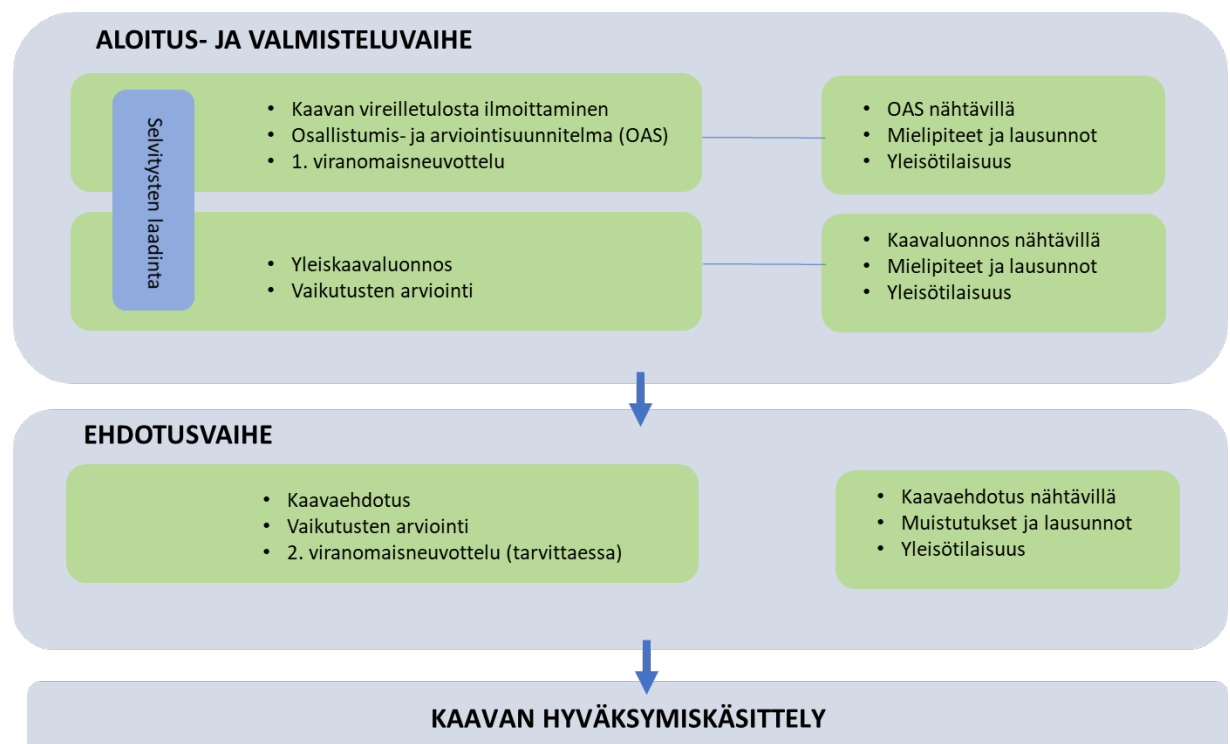 ALOITUS- JA VALMISTELUVAIHE
Selvitysten laadinta
• Kaavan vireilletulosta ilmoittaminen
• Osallistumis- ja arviointisuunnitelma (OAS)
• 1. viranomaisneuvottelu
• OAS nähtävillä
• Mielipiteet ja lausunnot
• Yleisötilaisuus
• Yleiskaavaluonnos
• Vaikutusten arviointi
• Kaavaluonnos nähtävillä
• Mielipiteet ja lausunnot
• Yleisötilaisuus
EHDOTUSVAIHE
• Kaavaehdotus
• Vaikutusten arviointi
• 2. viranomaisneuvottelu (tarvittaessa)
• Kaavaehdotus nähtävillä
• Muistutukset ja lausunnot
• Yleisötilaisuus
KAAVAN HYVÄKSYMISKÄSITTELY